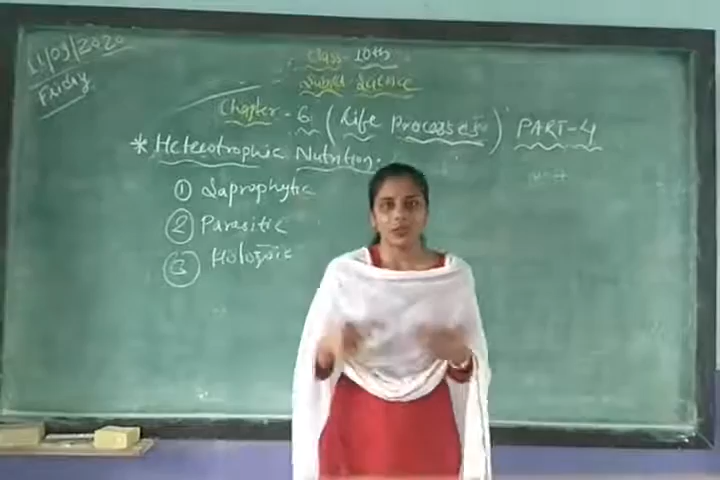 11/09/2020
Friday
Class-10th
Subject-Science
Chapter-6 (Life Processes) PART-4
* Heterotrophic Nutrition.
① Saprophytic
② Parasitic
③ Holozoic